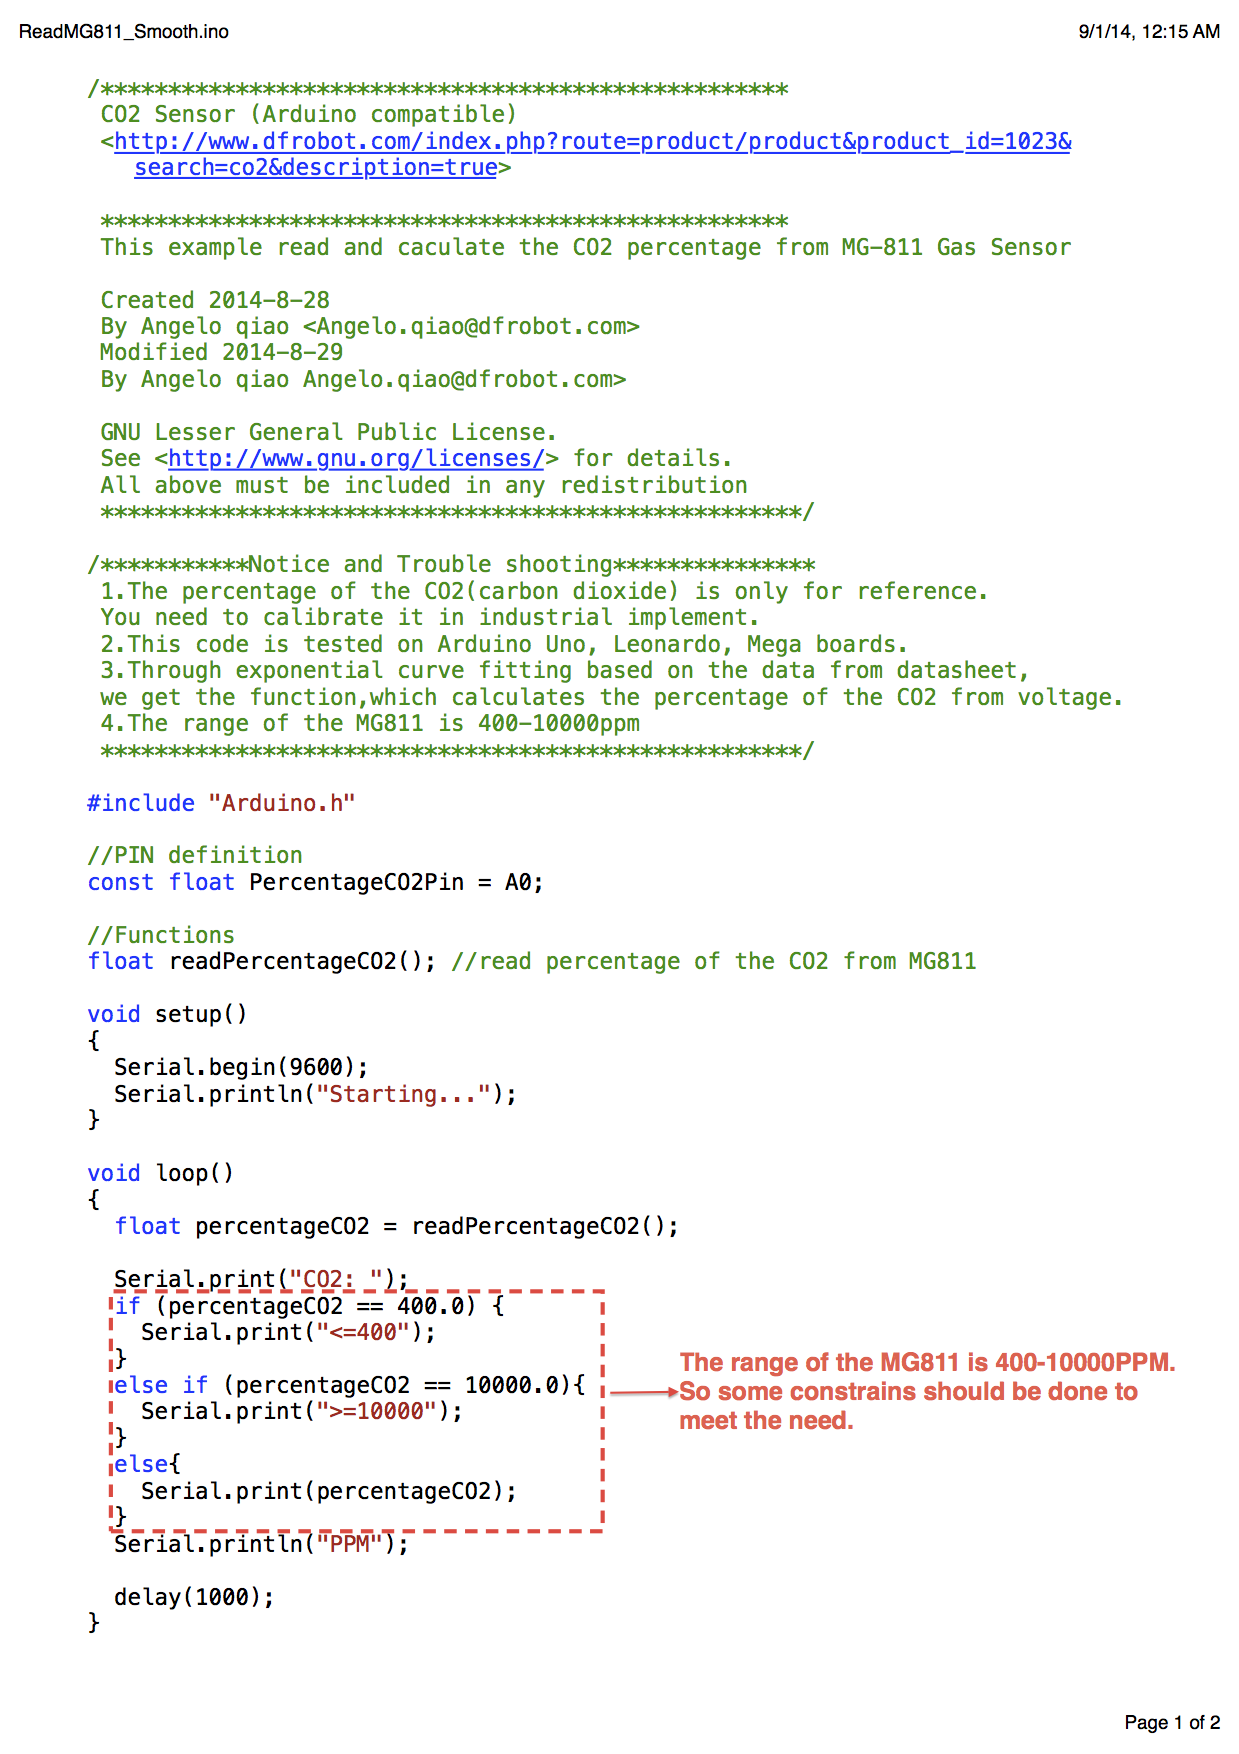 ReadMG811_Smooth.ino
9/1/14, 12:15 AM
/***************************************************
CO2 Sensor (Arduino compatible)
<http://www.dfrobot.com/index.php?route=product/product&product_id=1023&
search=co2&description=true>
***************************************************
This example read and caculate the CO2 percentage from MG-811 Gas Sensor
Created 2014-8-28
By Angelo qiao <Angelo.qiao@dfrobot.com>
Modified 2014-8-29
By Angelo qiao Angelo.qiao@dfrobot.com>
GNU Lesser General Public License.
See <http://www.gnu.org/licenses/> for details.
All above must be included in any redistribution
****************************************************/
/***********Notice and Trouble shooting***************
1.The percentage of the CO2(carbon dioxide) is only for reference.
You need to calibrate it in industrial implement.
2.This code is tested on Arduino Uno, Leonardo, Mega boards.
3.Through exponential curve fitting based on the data from datasheet,
we get the function,which calculates the percentage of the CO2 from voltage.
4.The range of the MG811 is 400-10000ppm
****************************************************/
#include "Arduino.h"
//PIN definition
const float PercentageCO2Pin = A0;
//Functions
float readPercentageCO2(); //read percentage of the CO2 from MG811
void setup()
{
Serial.begin(9600);
Serial.println("Starting...");
}
void loop()
{
float percentageCO2 = readPercentageCO2();
Serial.print("CO2: ");
if (percentageCO2 == 400.0) {
Serial.print("<=400");
}
else if (percentageCO2 == 10000.0){
Serial.print(">=10000");
}
else{
Serial.print(percentageCO2);
}
Serial.println("PPM");
delay(1000);
}
The range of the MG811 is 400-10000PPM.
So some constrains should be done to
meet the need.
Page 1 of 2